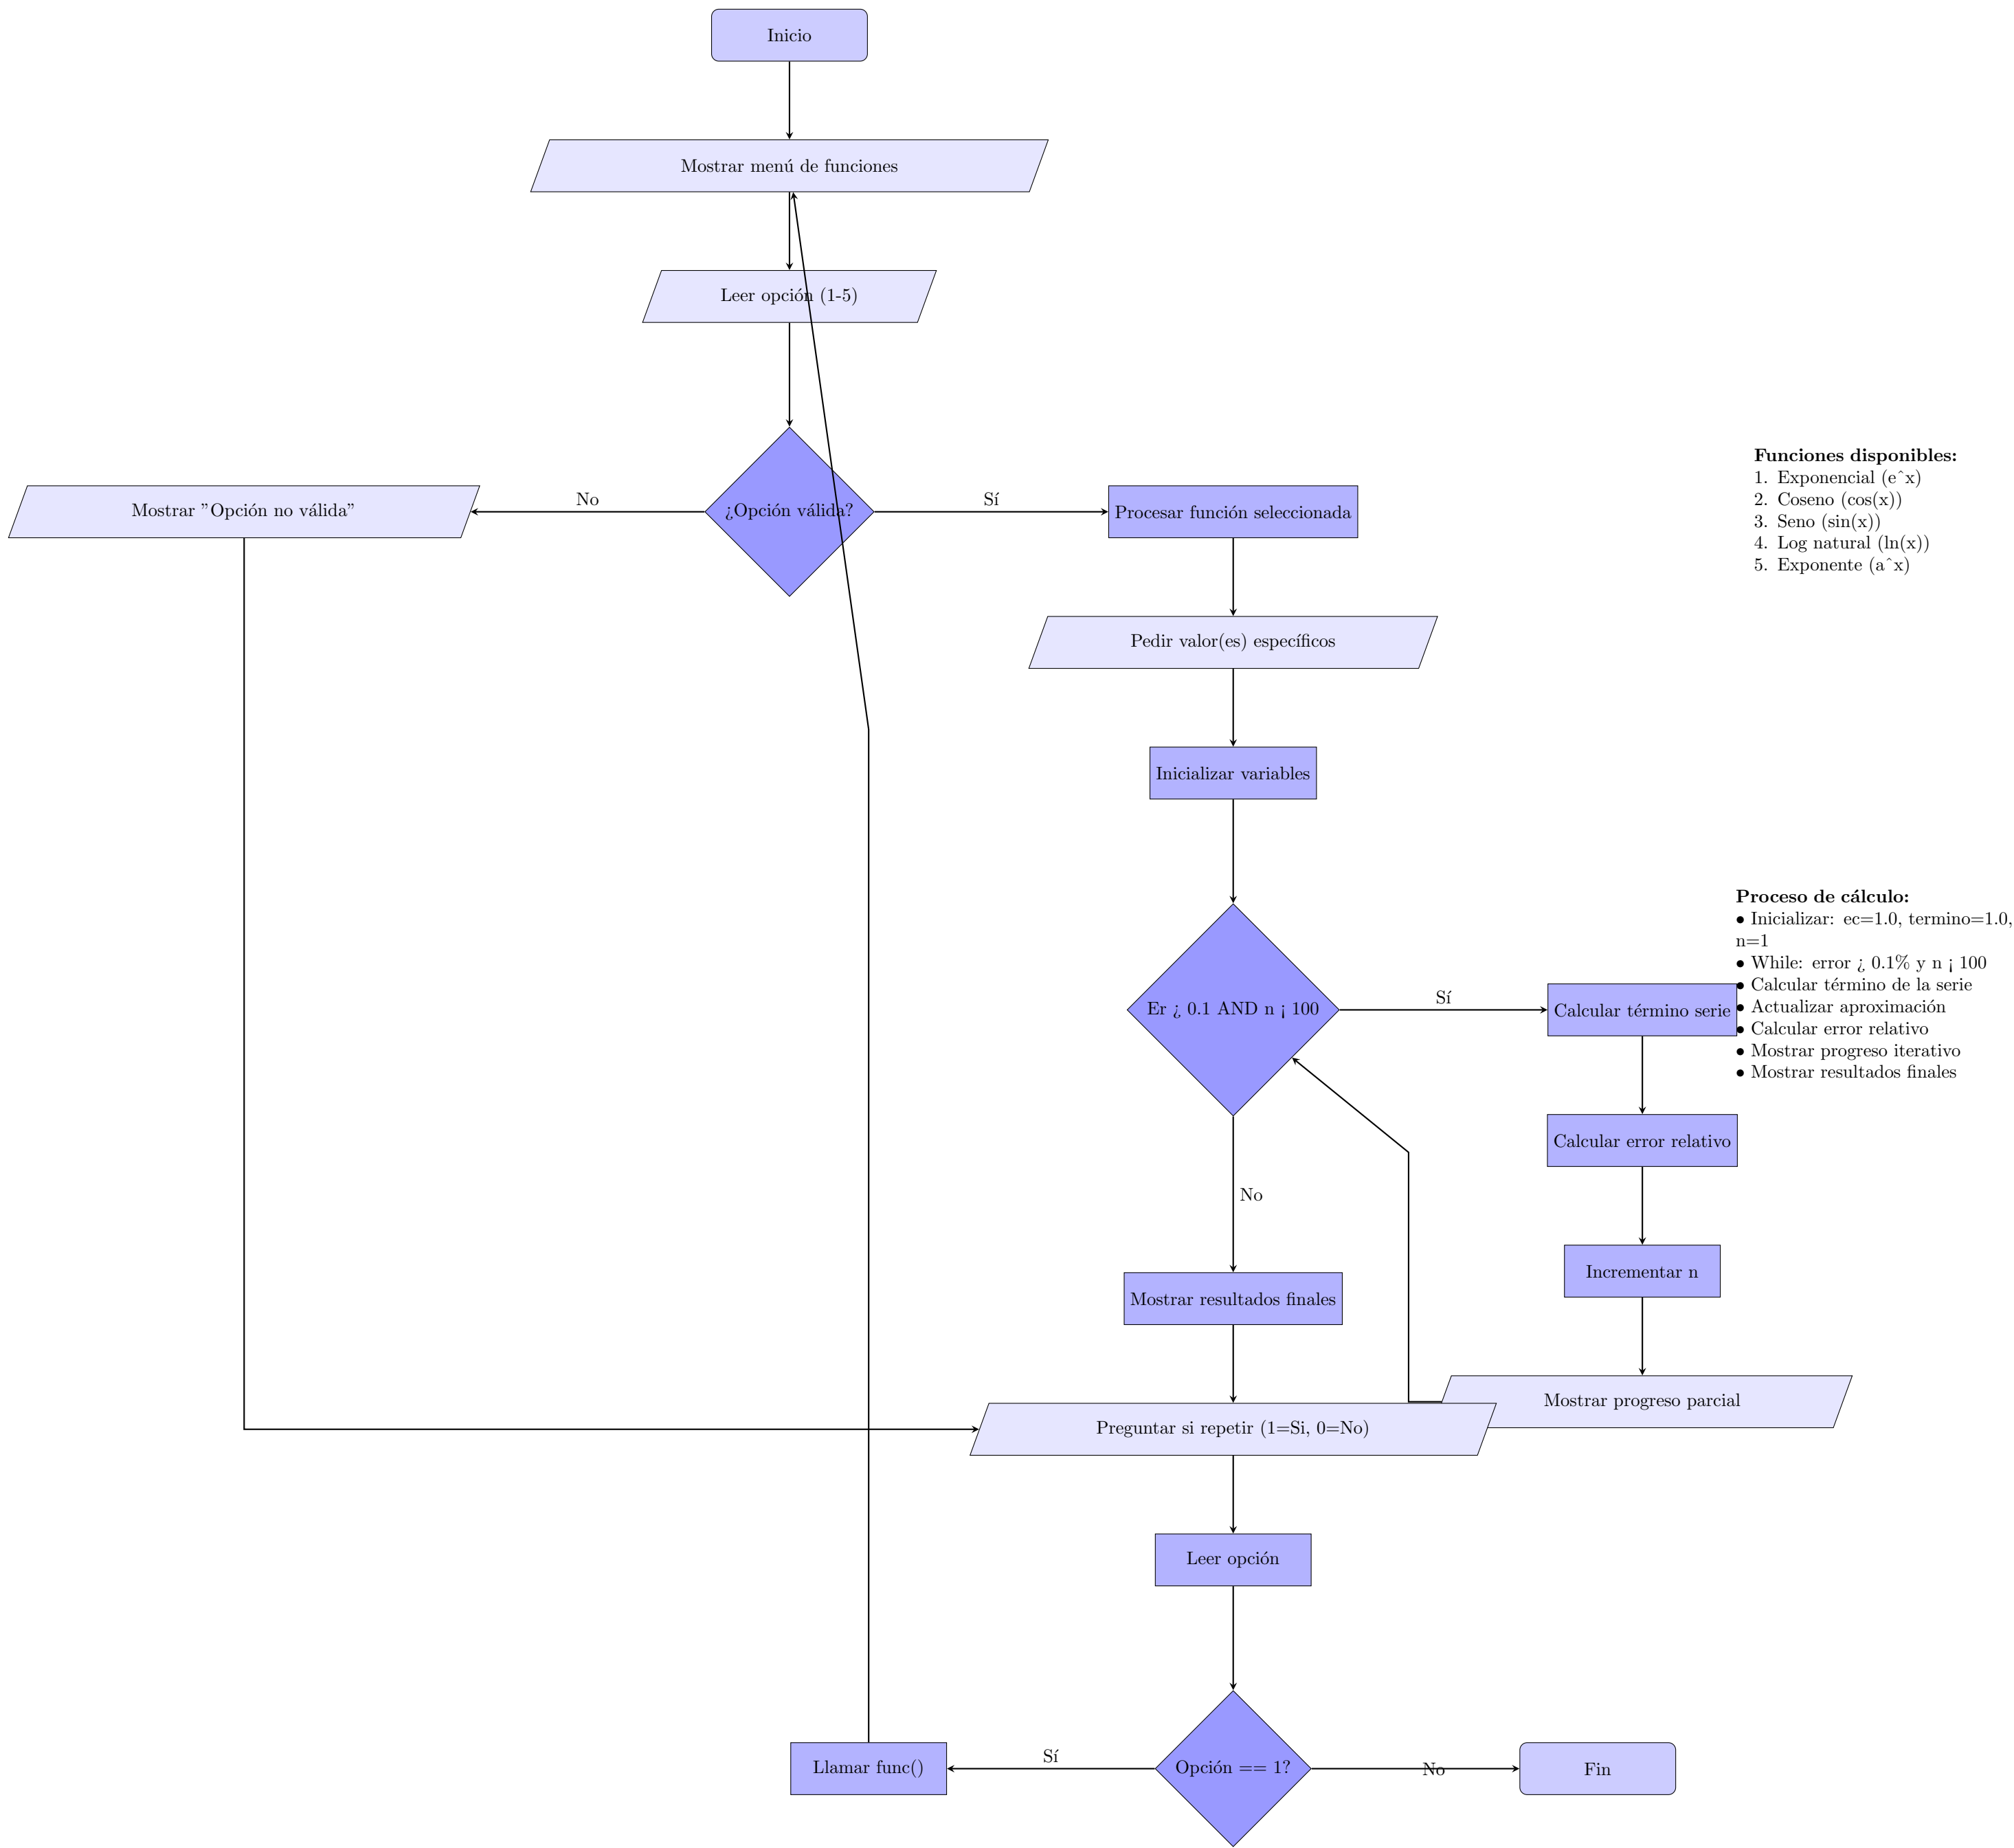 Inicio
Mostrar menú de funciones
Leer opción (1-5)
¿Opción válida?
No
Sí
Mostrar ”Opción no válida”
Procesar función seleccionada
Funciones disponibles:
1. Exponencial (eˆx)
2. Coseno (cos(x))
3. Seno (sin(x))
4. Log natural (ln(x))
5. Exponente (aˆx)
Pedir valor(es) específicos
Inicializar variables
Proceso de cálculo:
• Inicializar: ec=1.0, termino=1.0,
n=1
• While: error ¿ 0.1% y n ¡ 100
• Calcular término de la serie
• Actualizar aproximación
• Calcular error relativo
• Mostrar progreso iterativo
• Mostrar resultados finales
Er ¿ 0.1 AND n ¡ 100
Sí
Calcular término serie
Calcular error relativo
No
Incrementar n
Mostrar resultados finales
Mostrar progreso parcial
Preguntar si repetir (1=Si, 0=No)
Leer opción
Opción == 1?
Sí
Llamar func()
No
Fin